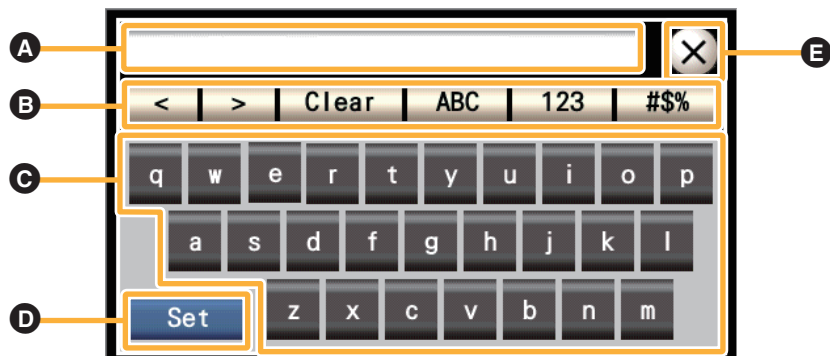 A
E
B < > Clear ABC 123 #$%
C q w e r t y u i o p
a s d f g h j k l
D Set z x c v b n m